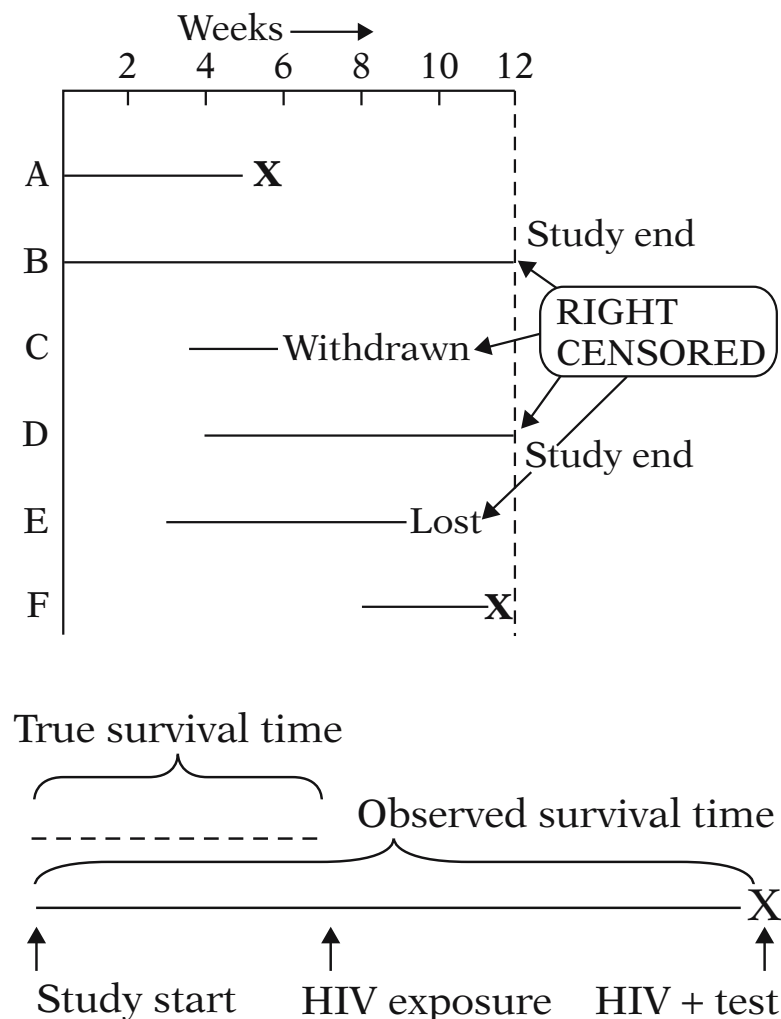 Weeks
2 4 6 8 10 12
A X
Study end
B
RIGHT
CENSORED
C Withdrawn
D
Study end
E Lost
F X
True survival time
Observed survival time
X
Study start HIV exposure HIV + test